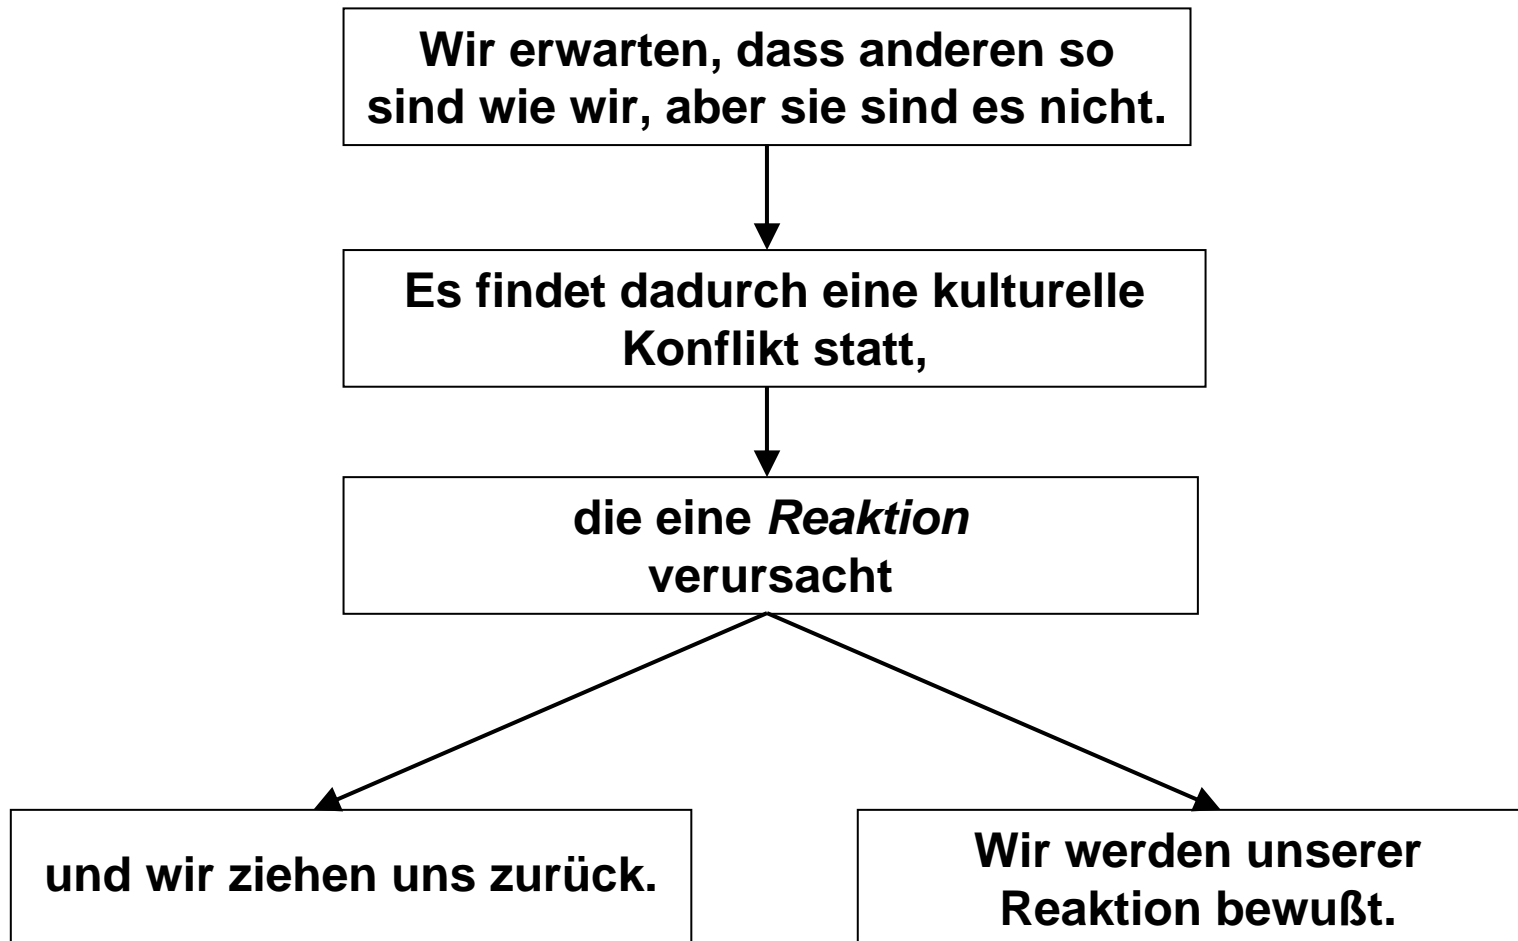 Wir erwarten, dass anderen so
sind wie wir, aber sie sind es nicht.
Es findet dadurch eine kulturelle
Konflikt statt,
die eine Reaktion
verursacht
und wir ziehen uns zurück.
Wir werden unserer
Reaktion bewußt.